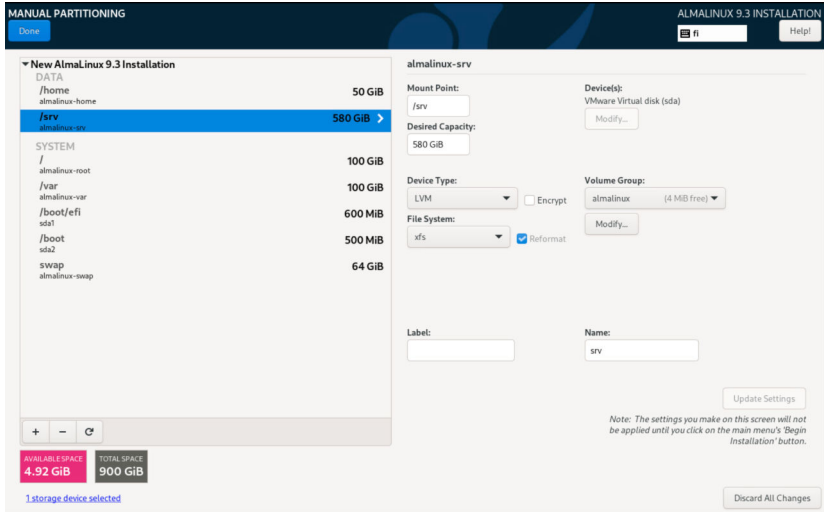 MANUAL PARTITIONING
ALMALINUX 9.3 INSTALLATION
Done
fi
Help!
New AlmaLinux 9.3 Installation
DATA
/home
50 GiB
almalinux-home
/srv
580 GiB
almalinux-srv
SYSTEM
/
100 GiB
almalinux-root
/var
100 GiB
almalinux-var
/boot/efi
600 MiB
sda1
/boot
500 MiB
sda2
swap
64 GiB
almalinux-swap
+ −
AVAILABLE SPACE
4.92 GiB
TOTAL SPACE
900 GiB
1 storage device selected
almalinux-srv
Mount Point:
/srv
Desired Capacity:
580 GiB
Device(s):
VMware Virtual disk (sda)
Modify...
Device Type:
LVM
Encrypt
Volume Group:
almalinux (4 MiB free)
Modify...
File System:
xfs
Reformat
Label:
Name:
srv
Update Settings
Note: The settings you make on this screen will not
be applied until you click on the main menu's 'Begin
Installation' button.
Discard All Changes